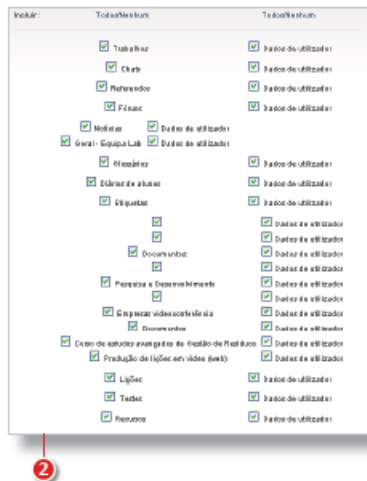 Incluir: Todos/Nenhum Todos/Nenhum
Trabalhos Dados de utilizador
Chats Dados de utilizador
Referendos Dados de utilizador
Fóruns Dados de utilizador
Notícias Dados de utilizador
Geral - Equipa Lab Dados de utilizador
Glossários Dados de utilizador
Diários de alunos Dados de utilizador
Etiquetas Dados de utilizador
Dados de utilizador
Dados de utilizador
Documentos Dados de utilizador
Dados de utilizador
Pesquisa e Desenvolvimento Dados de utilizador
Dados de utilizador
Empresas videoconferência Dados de utilizador
Documentos Dados de utilizador
Curso de estudos avançados de Gestão de Resíduos Dados de utilizador
Produção de lições em vídeo (web) Dados de utilizador
Lições Dados de utilizador
Testes Dados de utilizador
Recursos Dados de utilizador
2